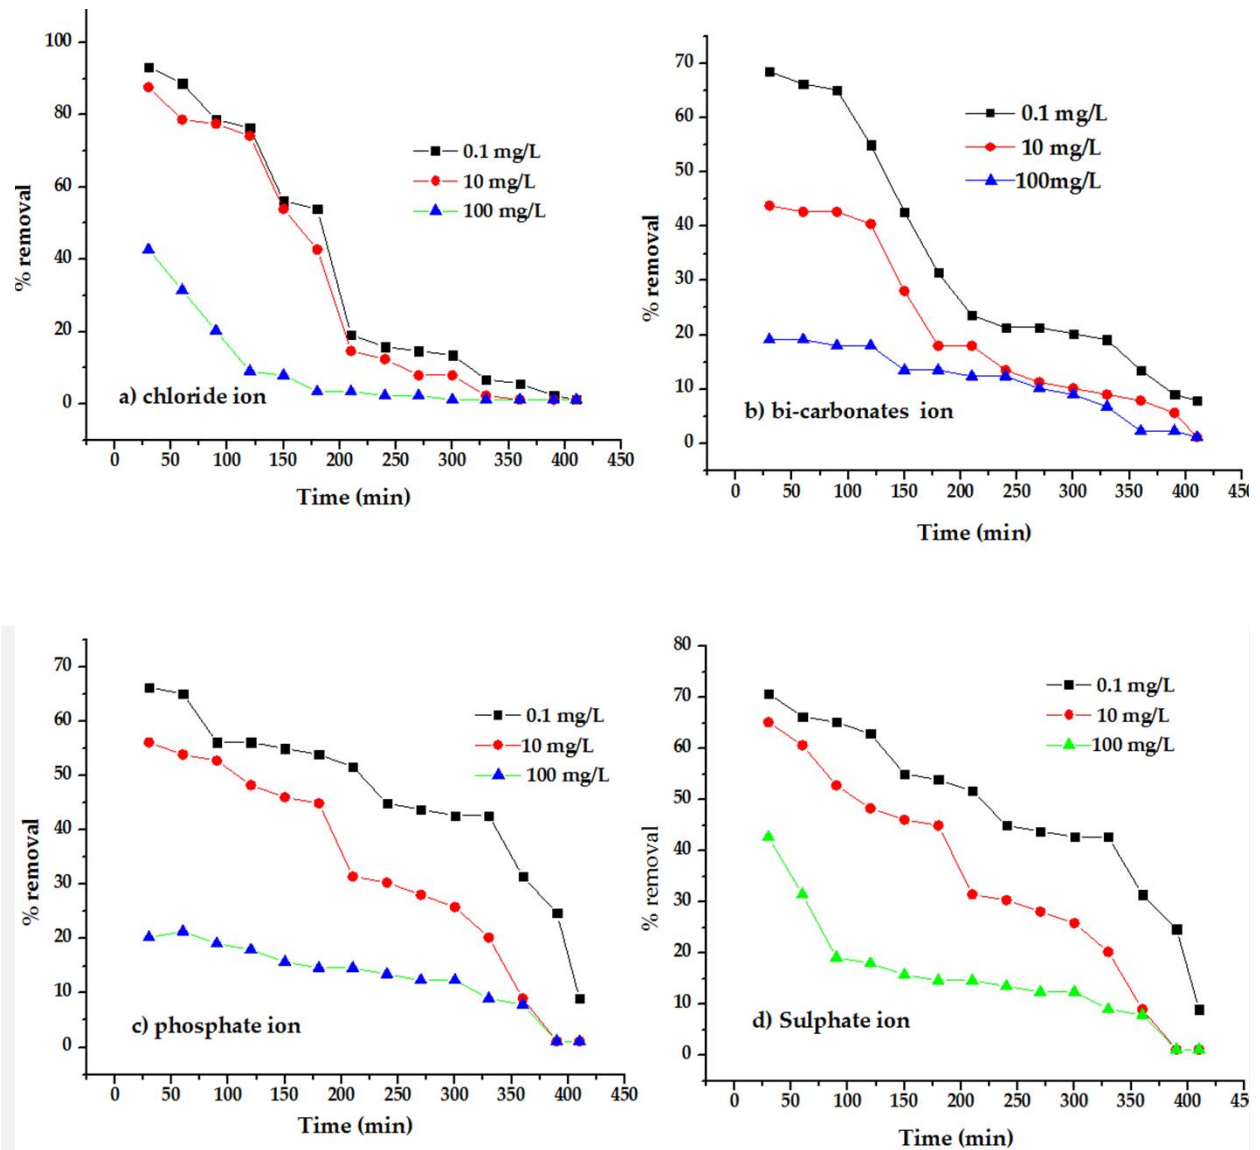 100
80
60
40
20
0
% removal
0.1 mg/L
10 mg/L
100 mg/L
a) chloride ion
0 50 100 150 200 250 300 350 400 450
Time (min)
70
60
50
40
30
20
10
0
% removal
0.1 mg/L
10 mg/L
100mg/L
b) bi-carbonates ion
0 50 100 150 200 250 300 350 400 450
Time (min)
70
60
50
40
30
20
10
0
% removal
0.1 mg/L
10 mg/L
100 mg/L
c) phosphate ion
0 50 100 150 200 250 300 350 400 450
Time (min)
80
70
60
50
40
30
20
10
0
% removal
0.1 mg/L
10 mg/L
100 mg/L
d) Sulphate ion
0 50 100 150 200 250 300 350 400 450
Time (min)